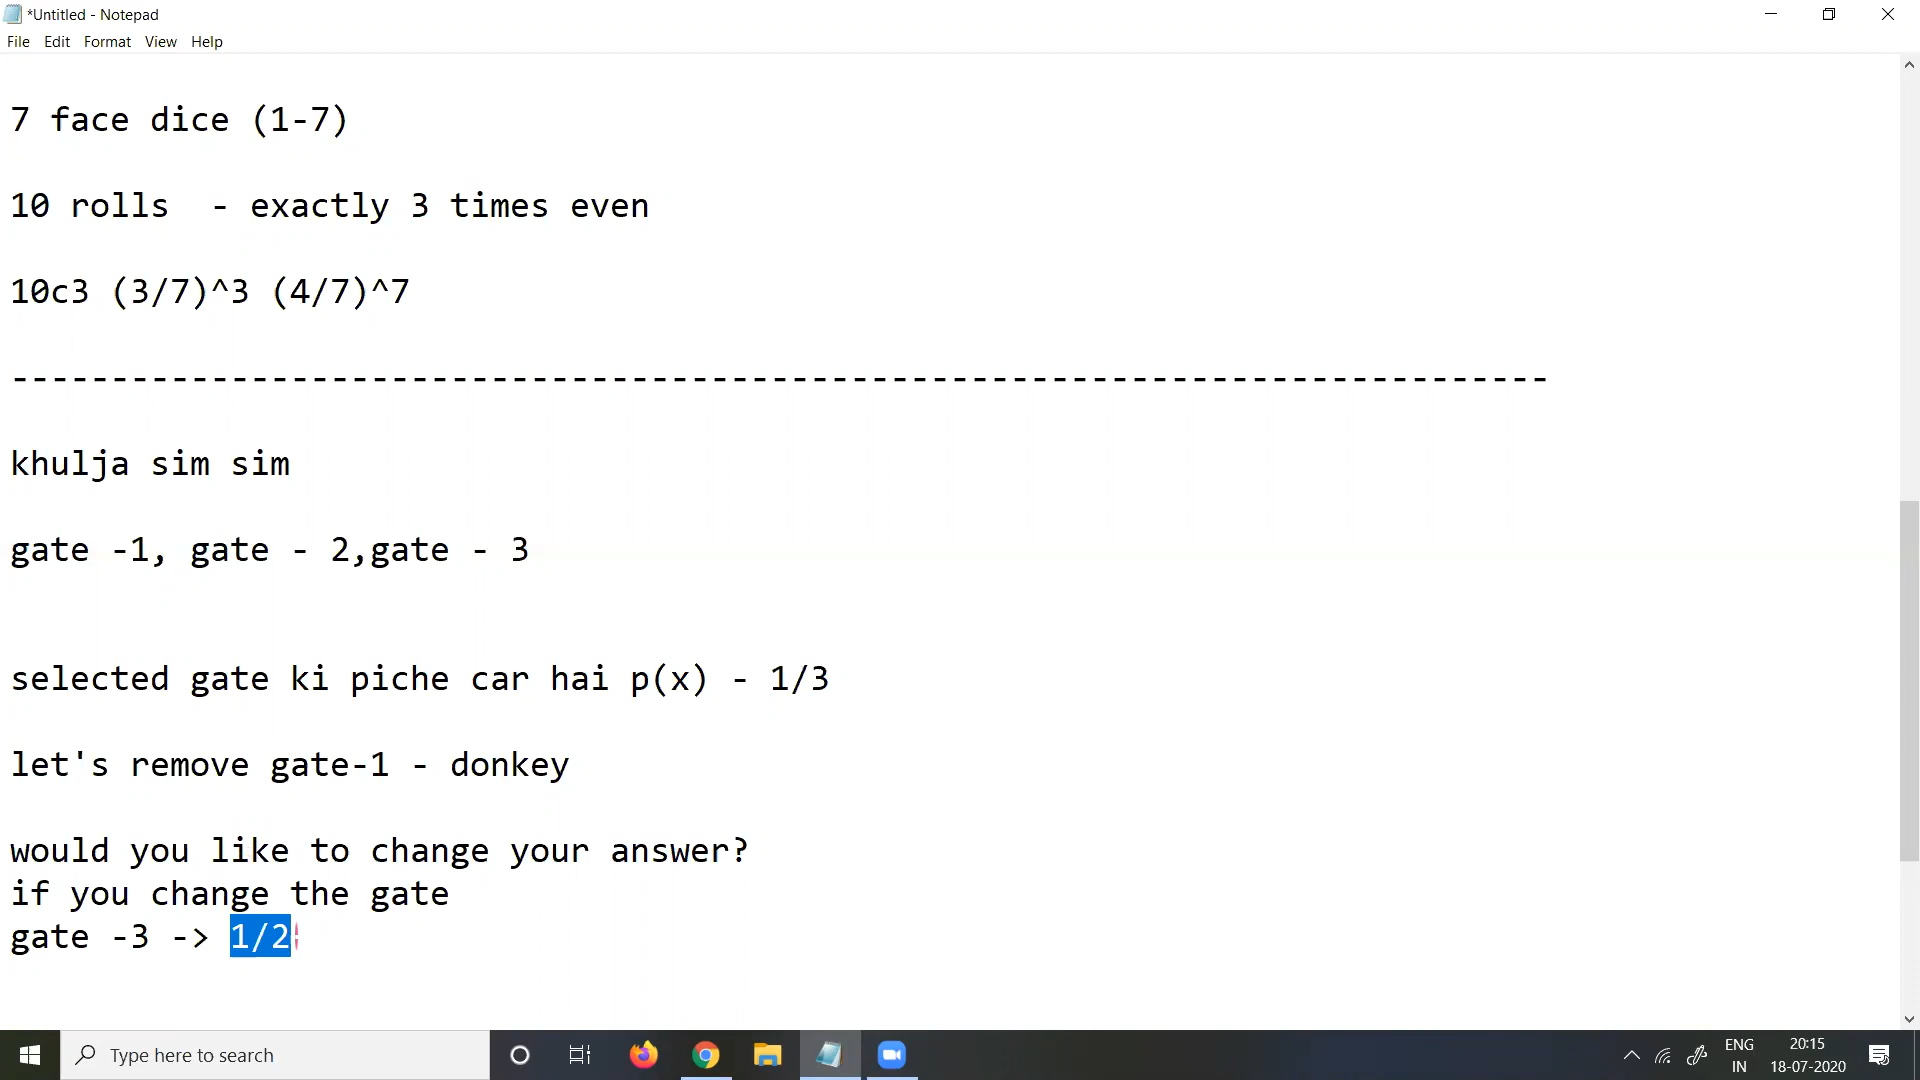 *Untitled - Notepad
File Edit Format View Help
7 face dice (1-7)
10 rolls  - exactly 3 times even
10c3 (3/7)^3 (4/7)^7
-----------------------------------------------------------------------------
khulja sim sim
gate -1, gate - 2,gate - 3
selected gate ki piche car hai p(x) - 1/3
let's remove gate-1 - donkey
would you like to change your answer?
if you change the gate
gate -3 -> 1/2
Type here to search
ENG
IN
20:15
18-07-2020